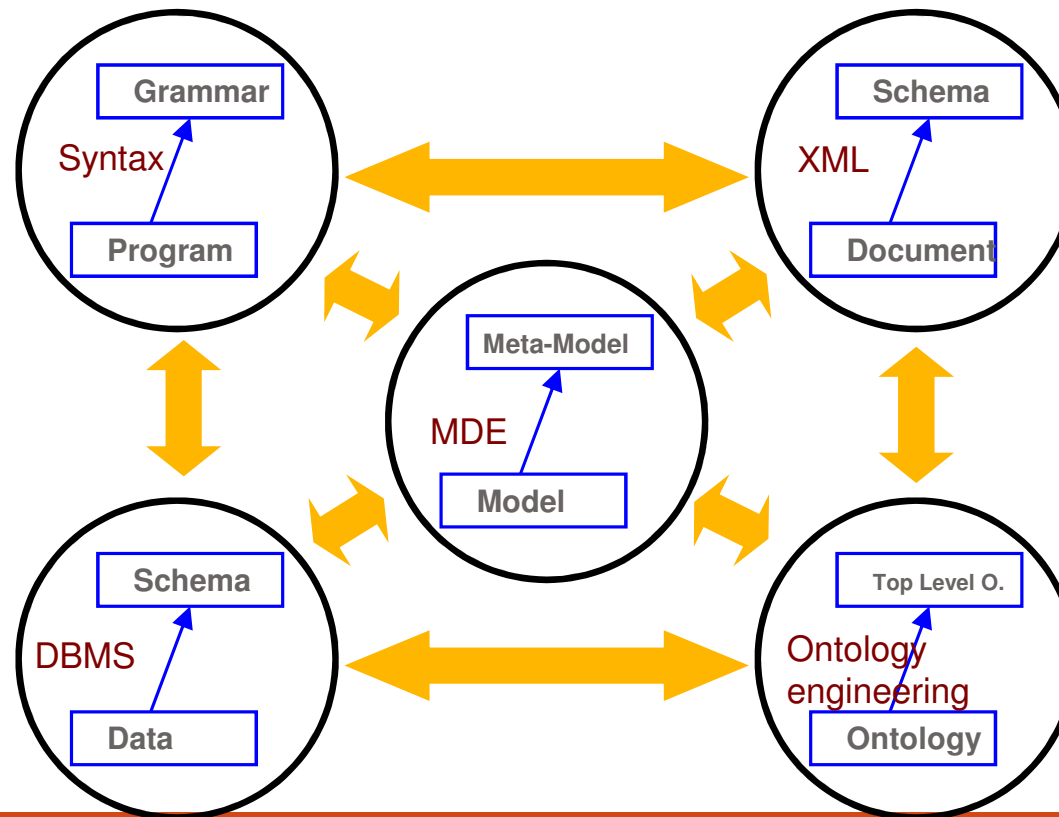 Grammar
Syntax
Program
Schema
XML
Document
Meta-Model
MDE
Model
Schema
DBMS
Data
Top Level O.
Ontology
engineering
Ontology